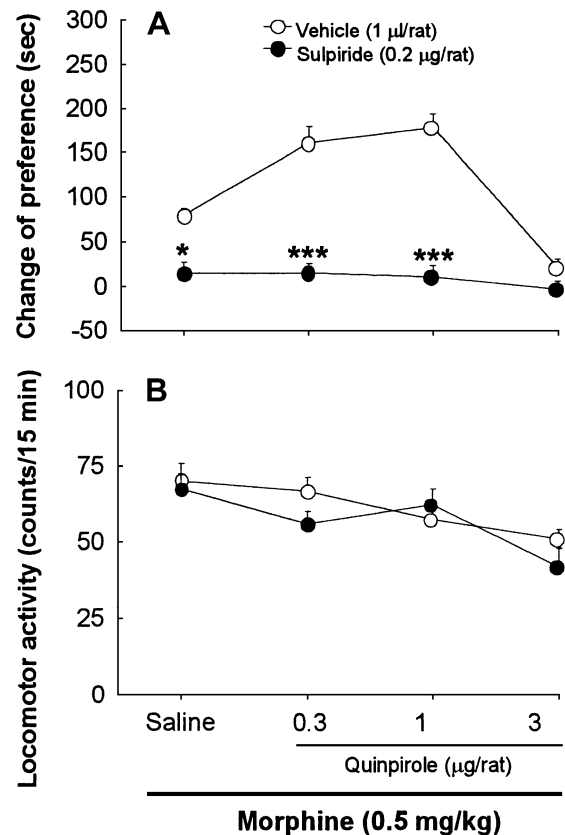 A
Vehicle (1 μl/rat)
Sulpiride (0.2 μg/rat)
Change of preference (sec)
300
250
200
150
100
50
0
-50
*
***
***
B
Locomotor activity (counts/15 min)
100
75
50
25
0
Saline 0.3 1 3
Quinpirole (μg/rat)
Morphine (0.5 mg/kg)